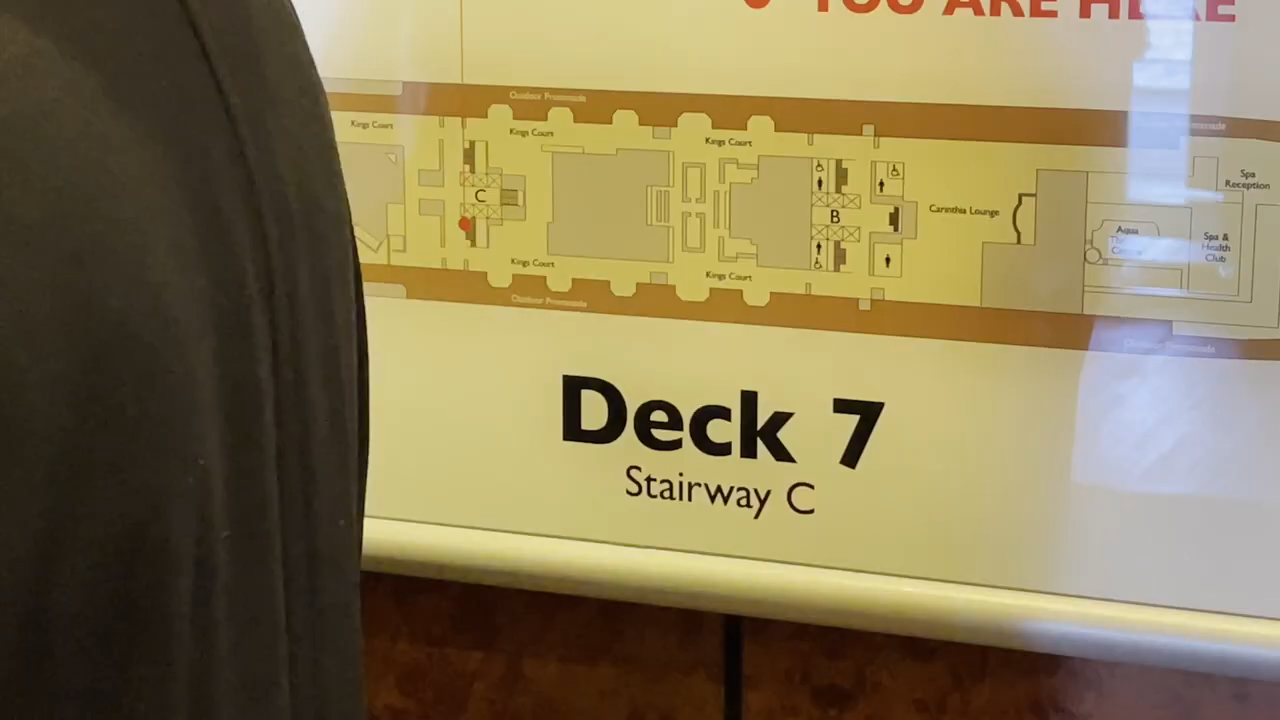 YOU ARE HERE
Outdoor Promenade
Kings Court
Kings Court
Kings Court
C
B
Carinthia Lounge
Spa
Reception
Aqua
Spa &
Health
Club
Kings Court
Kings Court
Outdoor Promenade
Deck 7
Stairway C